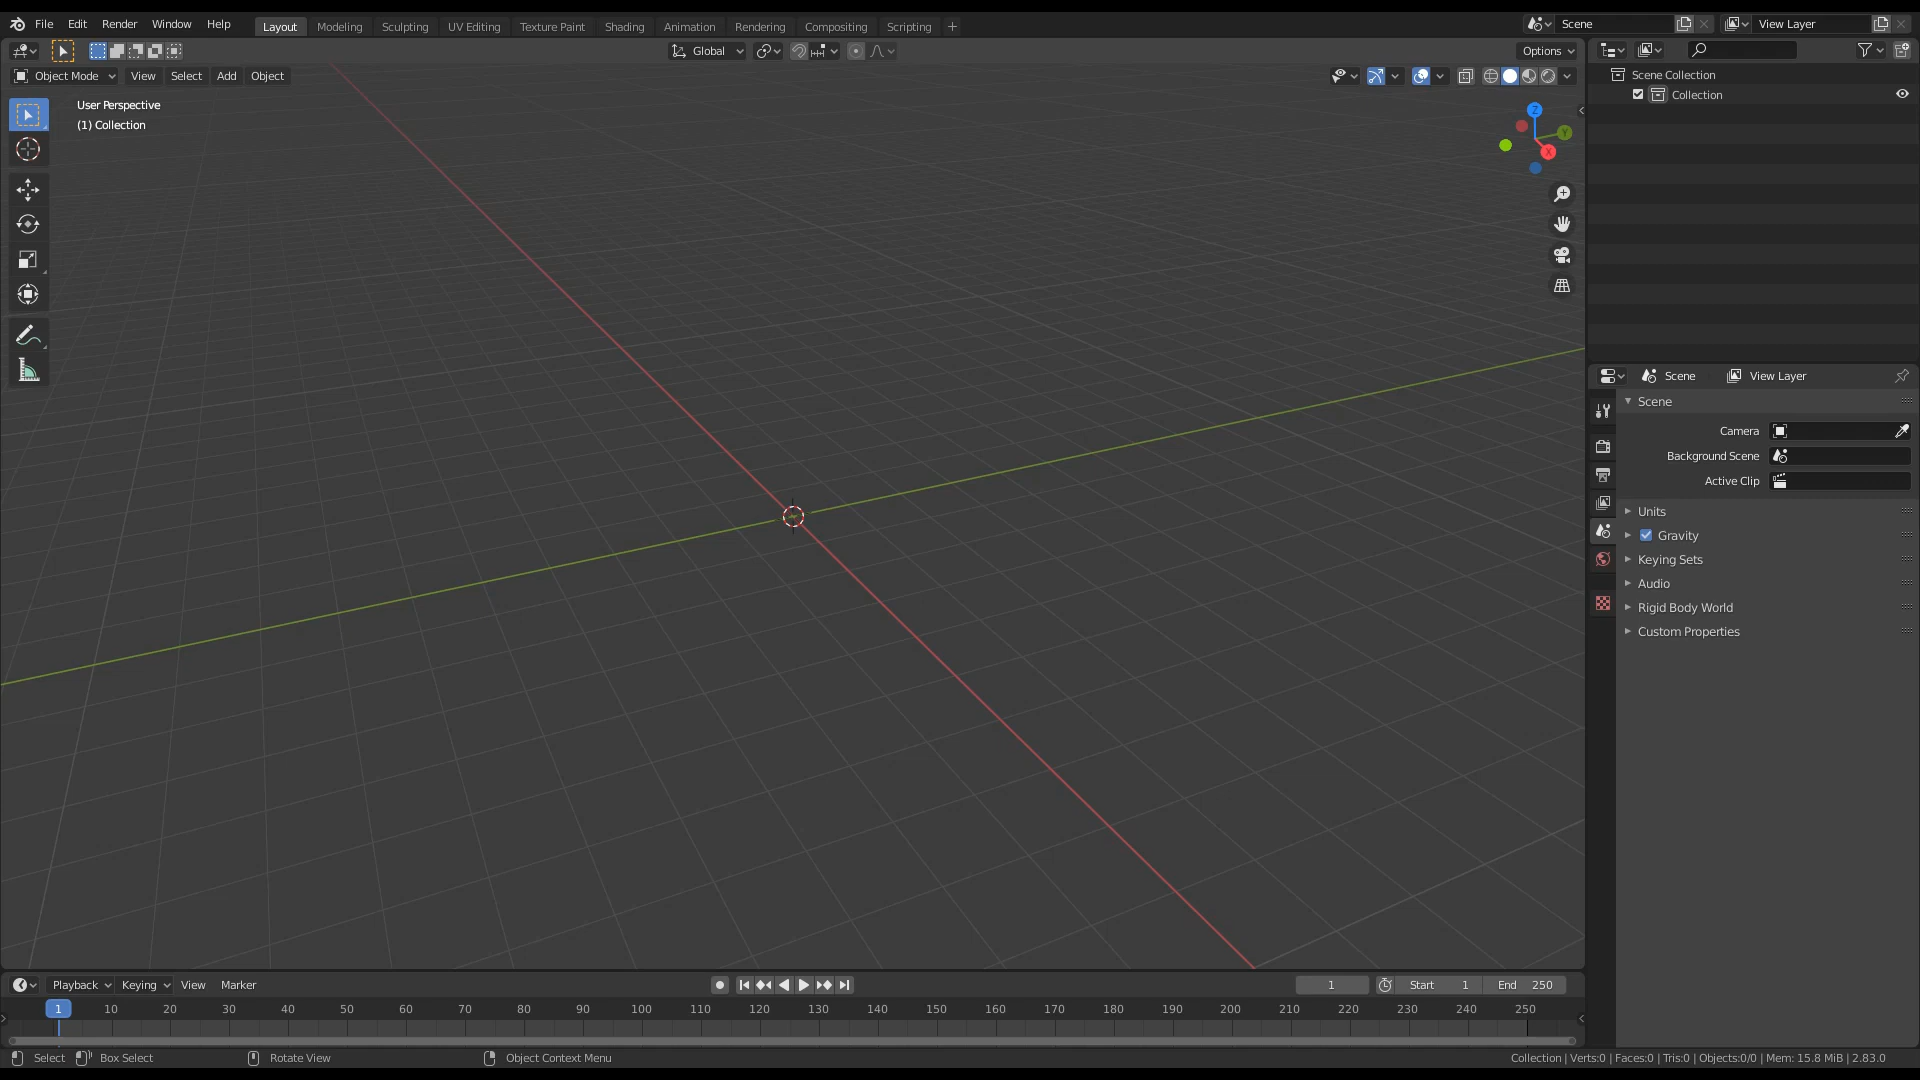 File Edit Render Window Help Layout Modeling Sculpting UV Editing Texture Paint Shading Animation Rendering Compositing Scripting + Scene View Layer
Global Options
Object Mode View Select Add Object
User Perspective
(1) Collection
Z
Y
X
Scene Collection
Collection
Scene View Layer
Scene
Camera
Background Scene
Active Clip
Units
Gravity
Keying Sets
Audio
Rigid Body World
Custom Properties
Playback Keying View Marker 1 Start 1 End 250
1 10 20 30 40 50 60 70 80 90 100 110 120 130 140 150 160 170 180 190 200 210 220 230 240 250
Select Box Select Rotate View Object Context Menu Collection | Verts:0 | Faces:0 | Tris:0 | Objects:0/0 | Mem: 15.8 MiB | 2.83.0